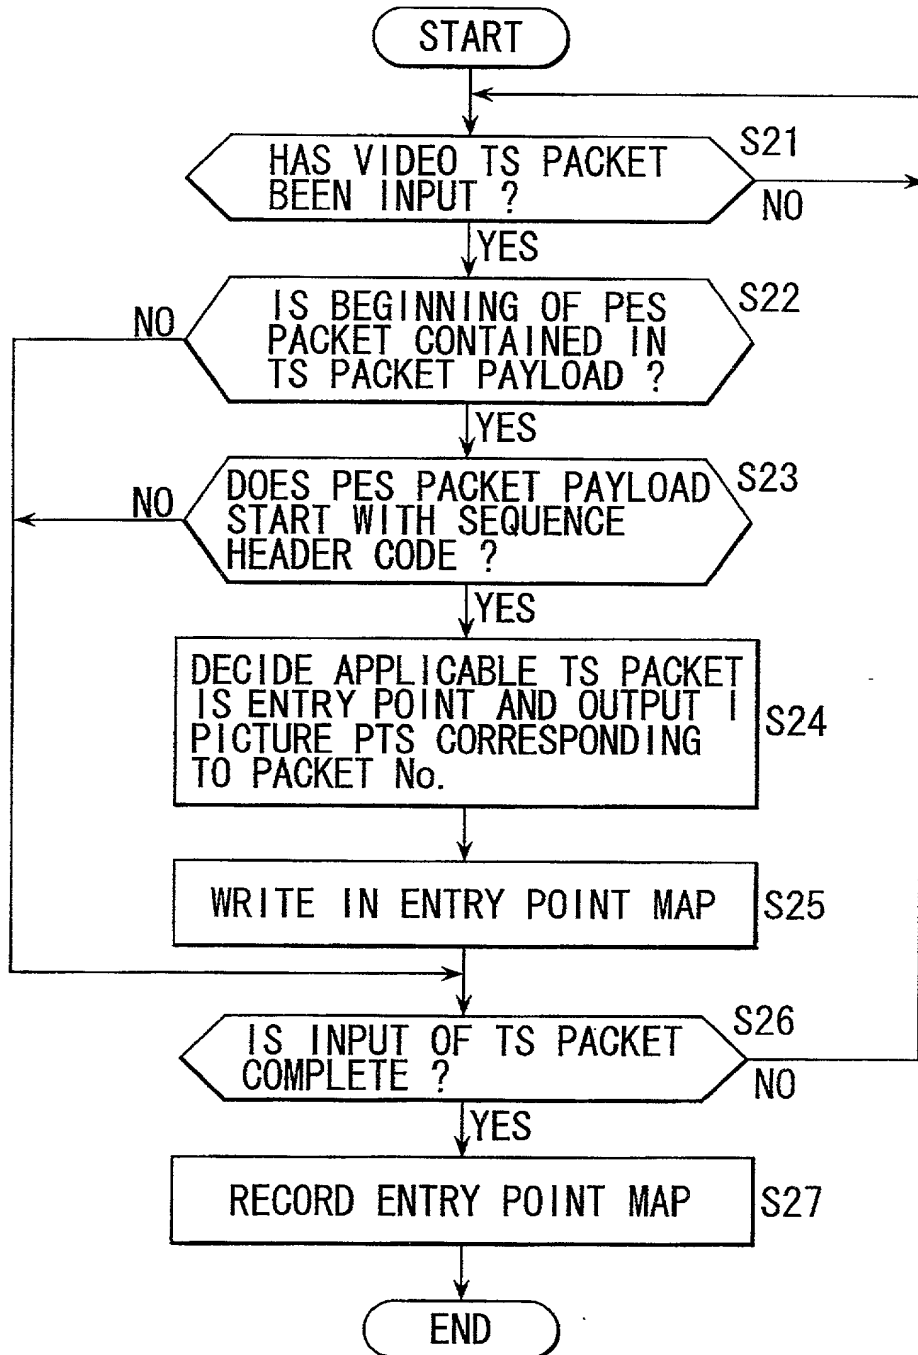 START
HAS VIDEO TS PACKET
BEEN INPUT ?
S21
NO
YES
IS BEGINNING OF PES
PACKET CONTAINED IN
TS PACKET PAYLOAD ?
S22
NO
YES
DOES PES PACKET PAYLOAD
START WITH SEQUENCE
HEADER CODE ?
S23
NO
YES
DECIDE APPLICABLE TS PACKET
IS ENTRY POINT AND OUTPUT I
PICTURE PTS CORRESPONDING
TO PACKET No.
S24
WRITE IN ENTRY POINT MAP
S25
IS INPUT OF TS PACKET
COMPLETE ?
S26
NO
YES
RECORD ENTRY POINT MAP
S27
END